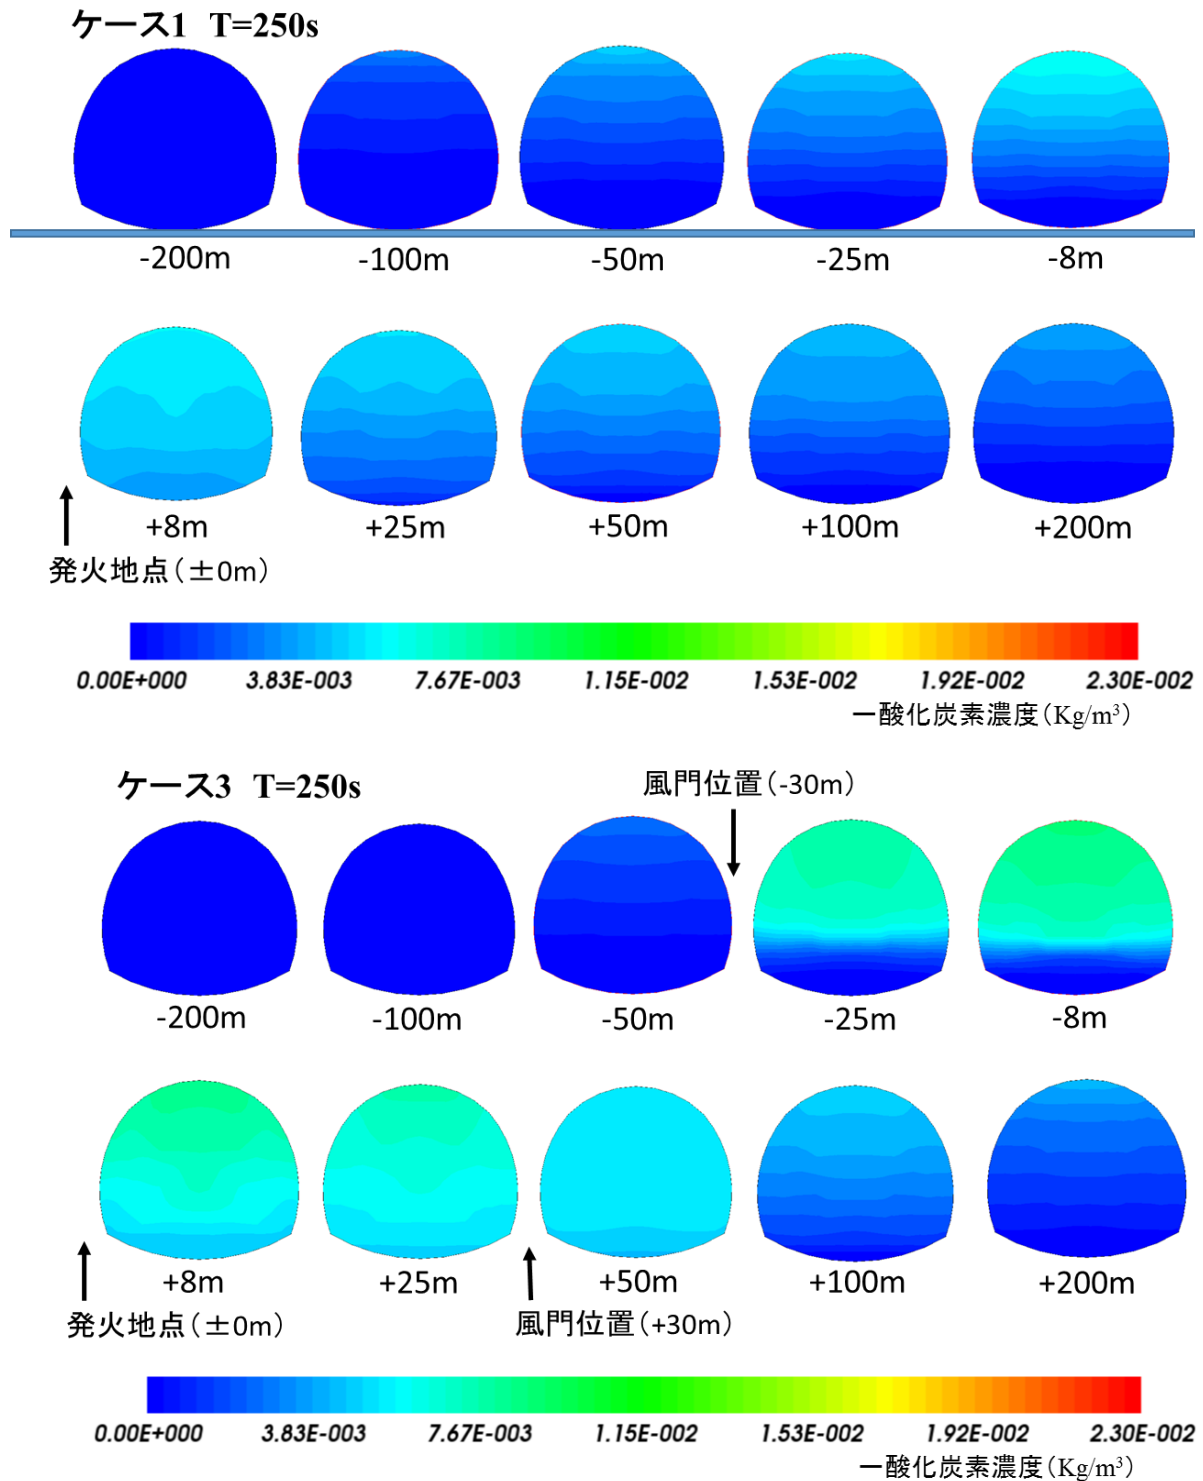 ケース1 T=250s
-200m -100m -50m -25m -8m
+8m +25m +50m +100m +200m
発火地点(±0m)
0.00E+000 3.83E-003 7.67E-003 1.15E-002 1.53E-002 1.92E-002 2.30E-002
一酸化炭素濃度(Kg/m³)
ケース3 T=250s
風門位置(-30m)
-200m -100m -50m -25m -8m
+8m +25m +50m +100m +200m
発火地点(±0m) 風門位置(+30m)
0.00E+000 3.83E-003 7.67E-003 1.15E-002 1.53E-002 1.92E-002 2.30E-002
一酸化炭素濃度(Kg/m³)